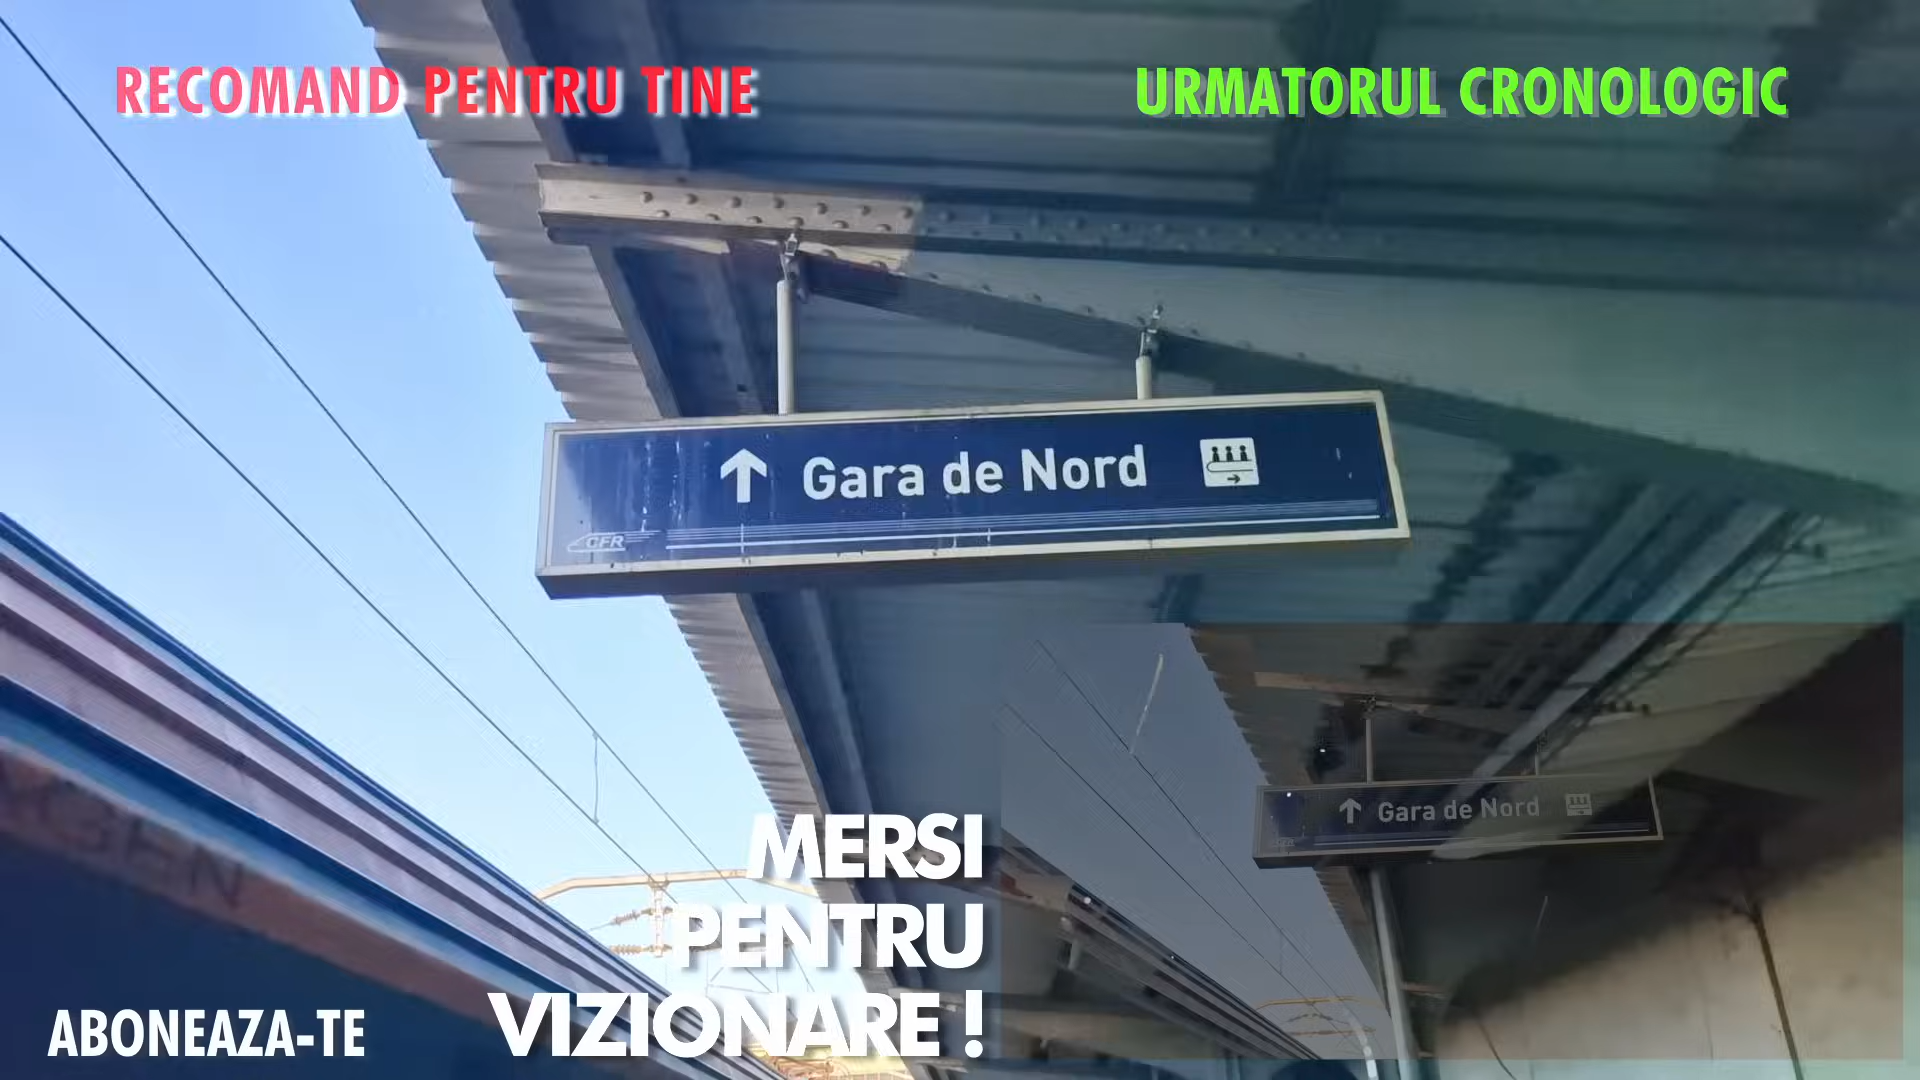 RECOMAND PENTRU TINE
URMATORUL CRONOLOGIC
Gara de Nord
CFR
Gara de Nord
MERSI
PENTRU
VIZIONARE !
ABONEAZA-TE